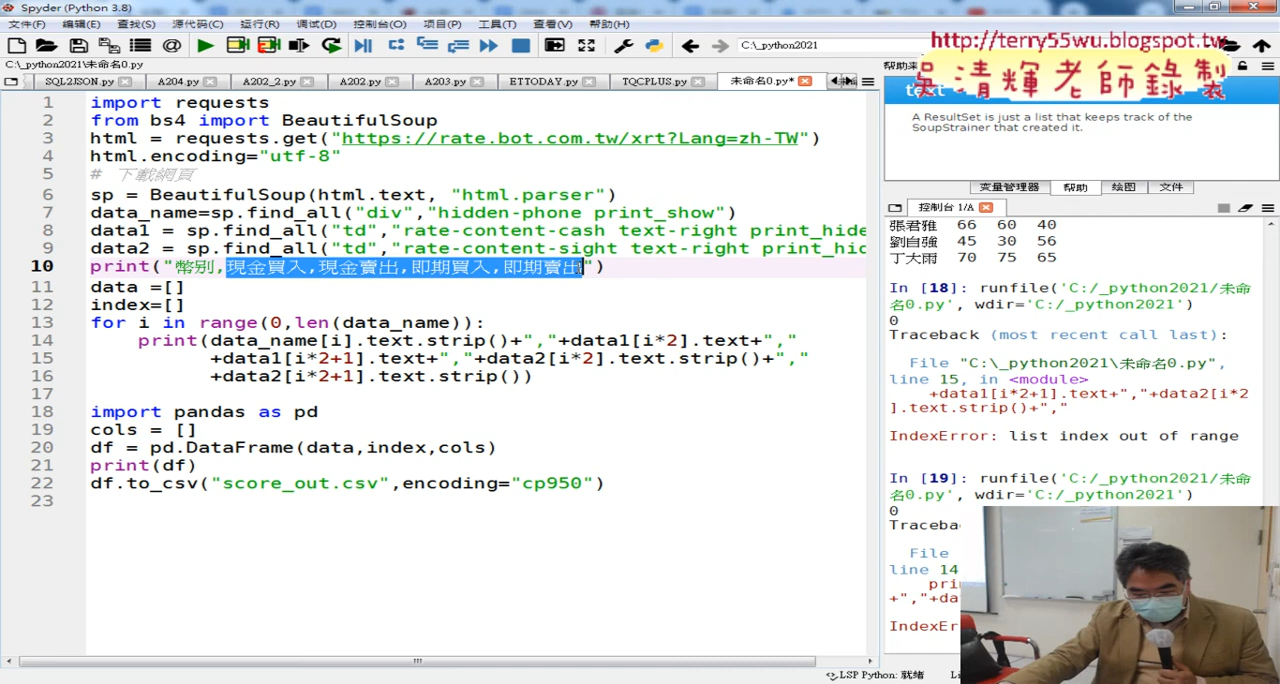 Spyder (Python 3.8)
文件(F) 编辑(E) 查找(S) 源代码(C) 运行(R) 调试(D) 控制台(O) 项目(P) 工具(T) 查看(V) 帮助(H)
C:\_python2021
http://terry55wu.blogspot.tw
吳清輝老師錄製
C:\_python2021\未命名0.py
SQL2JSON.py A204.py A202_2.py A202.py A203.py ETTODAY.py TQCPLUS.py 未命名0.py*
1 import requests
2 from bs4 import BeautifulSoup
3 html = requests.get("https://rate.bot.com.tw/xrt?Lang=zh-TW")
4 html.encoding="utf-8"
5 # 下載網頁
6 sp = BeautifulSoup(html.text, "html.parser")
7 data_name=sp.find_all("div","hidden-phone print_show")
8 data1 = sp.find_all("td","rate-content-cash text-right print_hide
9 data2 = sp.find_all("td","rate-content-sight text-right print_hid
10 print("幣別,現金買入,現金賣出,即期買入,即期賣出")
11 data =[]
12 index=[]
13 for i in range(0,len(data_name)):
14 print(data_name[i].text.strip()+","+data1[i*2].text+","
15 +data1[i*2+1].text+","+data2[i*2].text.strip()+","
16 +data2[i*2+1].text.strip())
17
18 import pandas as pd
19 cols = []
20 df = pd.DataFrame(data,index,cols)
21 print(df)
22 df.to_csv("score_out.csv",encoding="cp950")
23
text
A ResultSet is just a list that keeps track of the
SoupStrainer that created it.
变量管理器 帮助 绘图 文件
控制台 1/A
張君雅 66 60 40
劉自強 45 30 56
丁大雨 70 75 65
In [18]: runfile('C:/_python2021/未命
名0.py', wdir='C:/_python2021')
0
Traceback (most recent call last):
File "C:\_python2021\未命名0.py",
line 15, in <module>
+data1[i*2+1].text+","+data2[i*2
].text.strip()+","
IndexError: list index out of range
In [19]: runfile('C:/_python2021/未命
名0.py', wdir='C:/_python2021')
0
File
line 14
LSP Python: 就绪